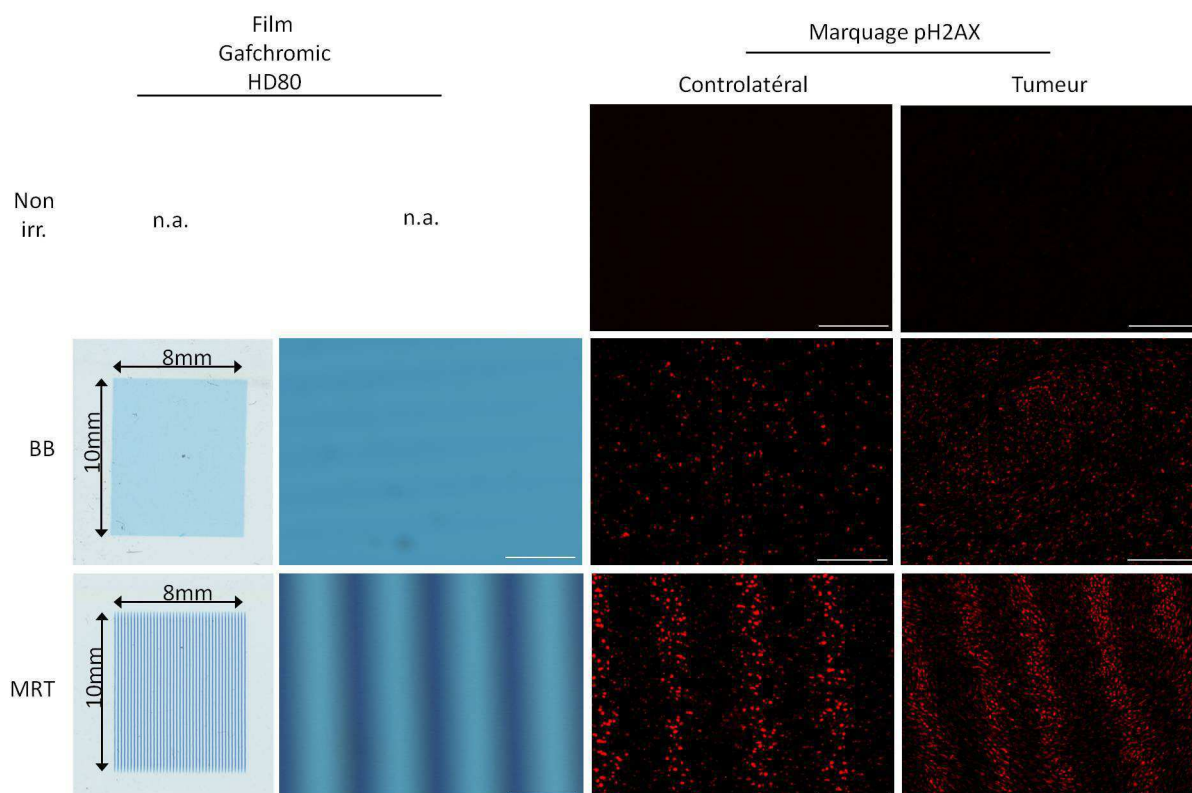 Film
Gafchromic
HD80
Marquage pH2AX
Controlatéral
Tumeur
Non
irr.
n.a.
n.a.
BB
8mm
10mm
MRT
8mm
10mm